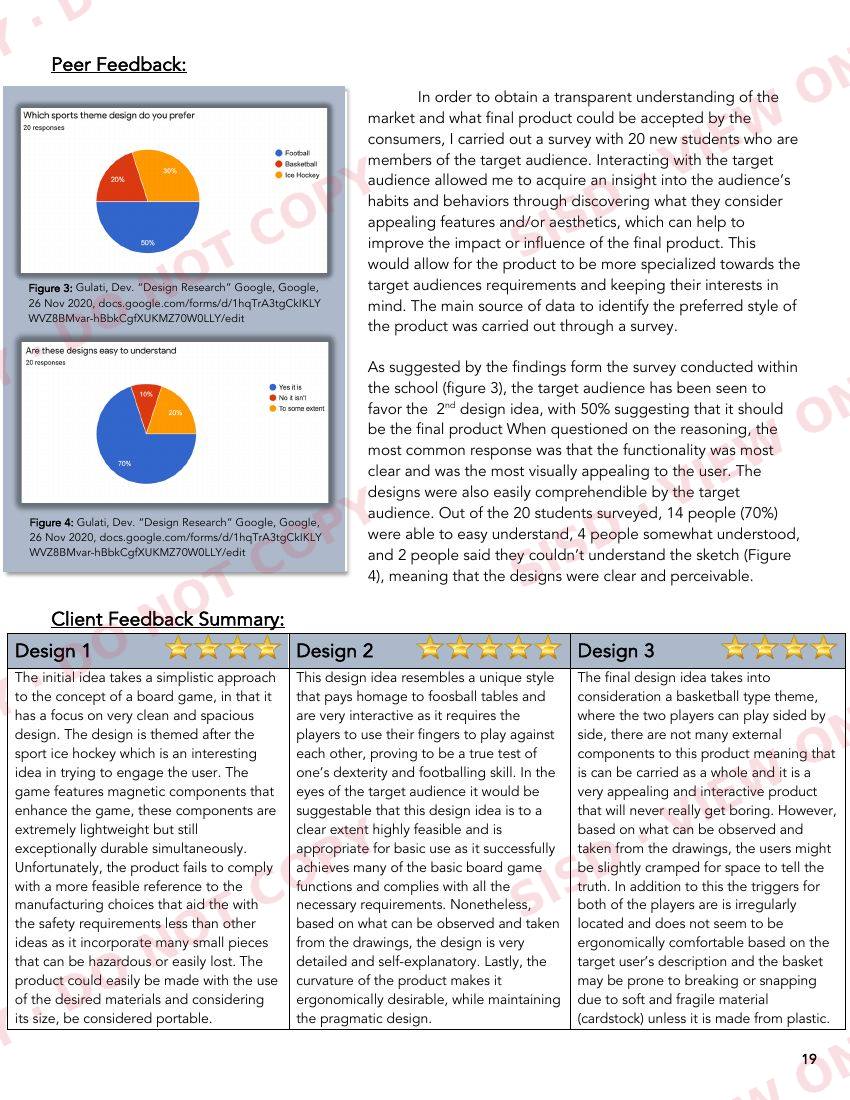 Peer Feedback:
Which sports theme design do you prefer
20 responses
Football
Basketball
Ice Hockey
20%
30%
50%
Figure 3: Gulati, Dev. “Design Research” Google, Google,
26 Nov 2020, docs.google.com/forms/d/1hqTrA3tgCkIKLY
WVZ8BMvar-hBbkCgfXUKMZ70W0LLY/edit
Are these designs easy to understand
20 responses
Yes it is
No it isn't
To some extent
10%
20%
70%
Figure 4: Gulati, Dev. “Design Research” Google, Google,
26 Nov 2020, docs.google.com/forms/d/1hqTrA3tgCkIKLY
WVZ8BMvar-hBbkCgfXUKMZ70W0LLY/edit
In order to obtain a transparent understanding of the
market and what final product could be accepted by the
consumers, I carried out a survey with 20 new students who are
members of the target audience. Interacting with the target
audience allowed me to acquire an insight into the audience’s
habits and behaviors through discovering what they consider
appealing features and/or aesthetics, which can help to
improve the impact or influence of the final product. This
would allow for the product to be more specialized towards the
target audiences requirements and keeping their interests in
mind. The main source of data to identify the preferred style of
the product was carried out through a survey.
As suggested by the findings form the survey conducted within
the school (figure 3), the target audience has been seen to
favor the 2nd design idea, with 50% suggesting that it should
be the final product When questioned on the reasoning, the
most common response was that the functionality was most
clear and was the most visually appealing to the user. The
designs were also easily comprehendible by the target
audience. Out of the 20 students surveyed, 14 people (70%)
were able to easy understand, 4 people somewhat understood,
and 2 people said they couldn’t understand the sketch (Figure
4), meaning that the designs were clear and perceivable.
Client Feedback Summary:
Design 1
The initial idea takes a simplistic approach
to the concept of a board game, in that it
has a focus on very clean and spacious
design. The design is themed after the
sport ice hockey which is an interesting
idea in trying to engage the user. The
game features magnetic components that
enhance the game, these components are
extremely lightweight but still
exceptionally durable simultaneously.
Unfortunately, the product fails to comply
with a more feasible reference to the
manufacturing choices that aid the with
the safety requirements less than other
ideas as it incorporate many small pieces
that can be hazardous or easily lost. The
product could easily be made with the use
of the desired materials and considering
its size, be considered portable.
Design 2
This design idea resembles a unique style
that pays homage to foosball tables and
are very interactive as it requires the
players to use their fingers to play against
each other, proving to be a true test of
one’s dexterity and footballing skill. In the
eyes of the target audience it would be
suggestable that this design idea is to a
clear extent highly feasible and is
appropriate for basic use as it successfully
achieves many of the basic board game
functions and complies with all the
necessary requirements. Nonetheless,
based on what can be observed and taken
from the drawings, the design is very
detailed and self-explanatory. Lastly, the
curvature of the product makes it
ergonomically desirable, while maintaining
the pragmatic design.
Design 3
The final design idea takes into
consideration a basketball type theme,
where the two players can play sided by
side, there are not many external
components to this product meaning that
is can be carried as a whole and it is a
very appealing and interactive product
that will never really get boring. However,
based on what can be observed and
taken from the drawings, the users might
be slightly cramped for space to tell the
truth. In addition to this the triggers for
both of the players are is irregularly
located and does not seem to be
ergonomically comfortable based on the
target user’s description and the basket
may be prone to breaking or snapping
due to soft and fragile material
(cardstock) unless it is made from plastic.
19
SISD · VIEW ON
DO NOT COPY